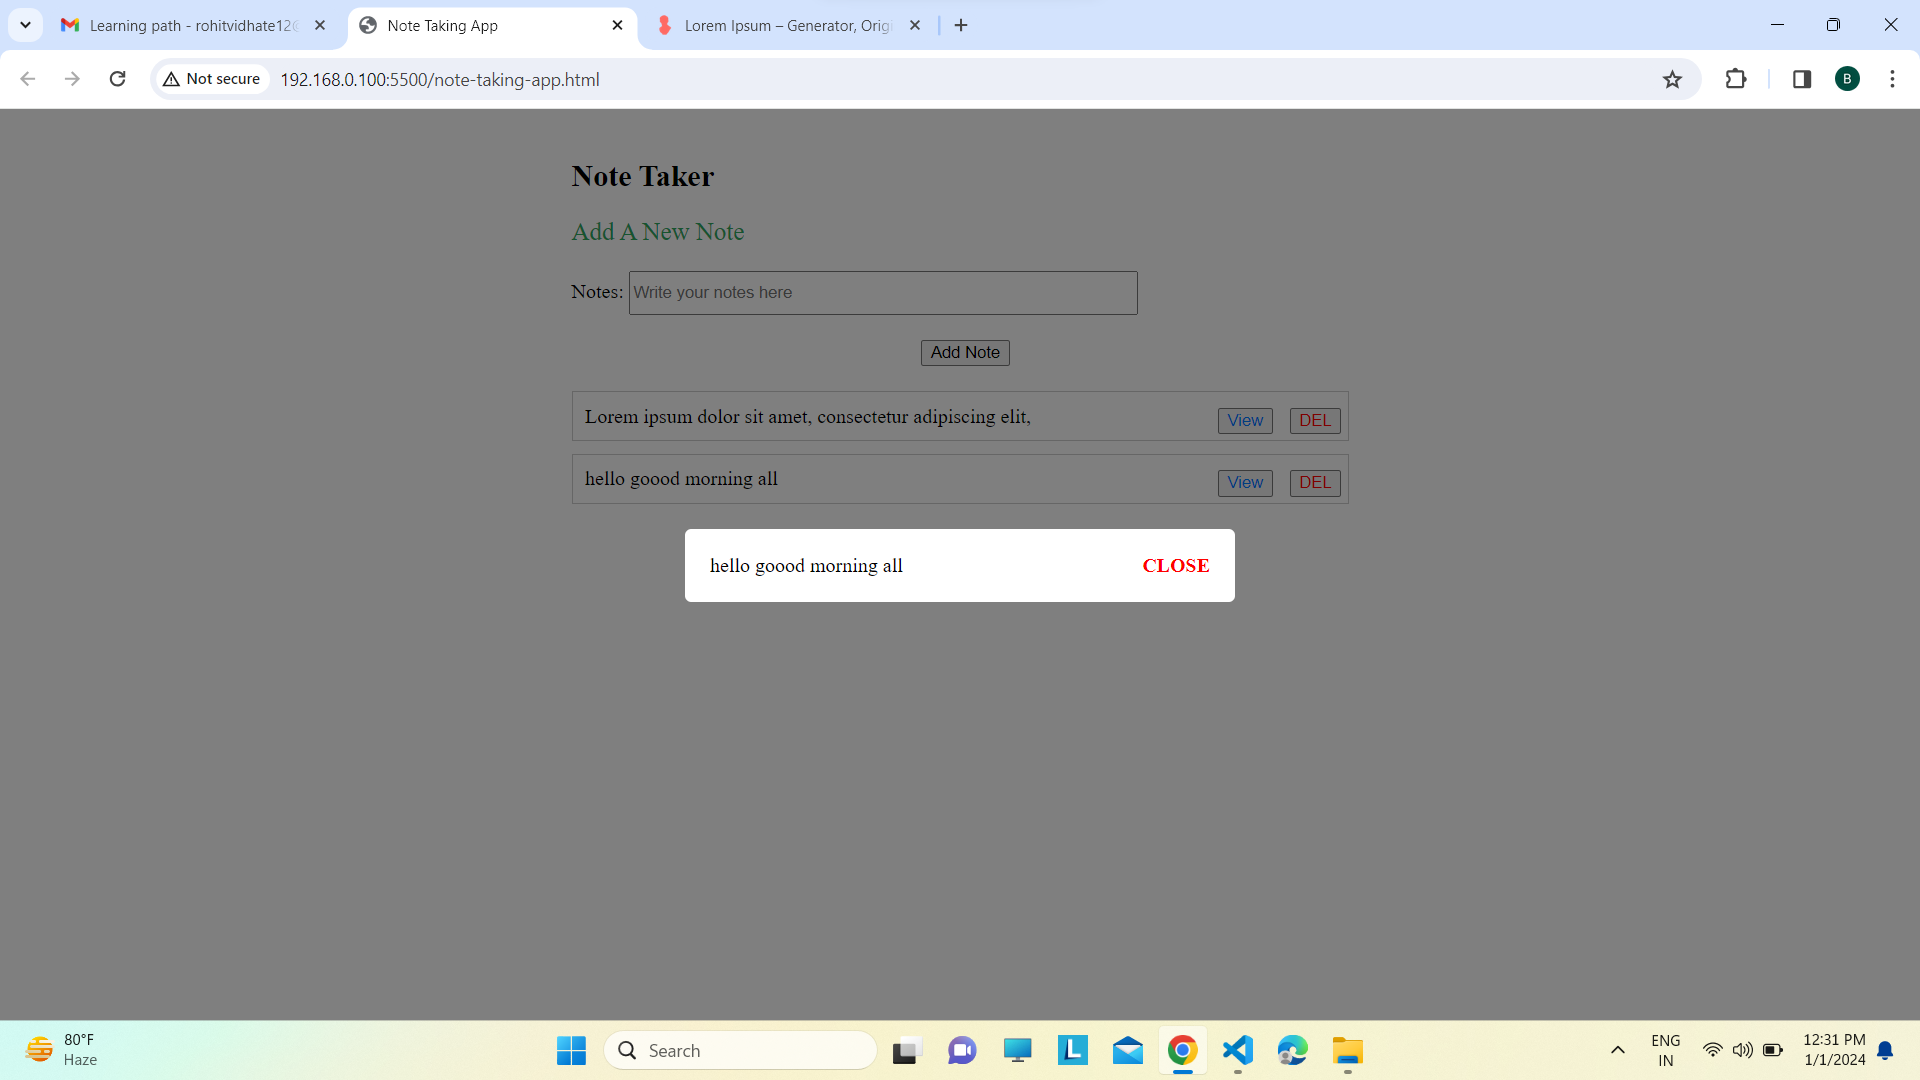 Learning path - rohitvidhate12
Note Taking App
Lorem Ipsum – Generator, Orig
Not secure
192.168.0.100:5500/note-taking-app.html
B
Note Taker
Add A New Note
Notes: Write your notes here
Add Note
Lorem ipsum dolor sit amet, consectetur adipiscing elit, View DEL
hello goood morning all View DEL
hello goood morning all CLOSE
80°F
Haze
Search
L
ENG
IN
12:31 PM
1/1/2024